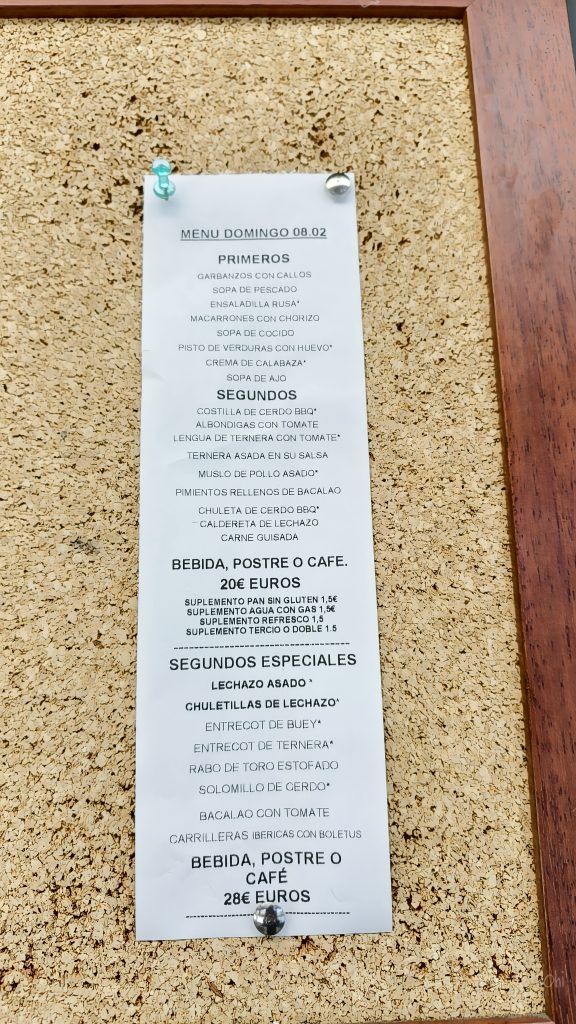 MENU DOMINGO 08.02
PRIMEROS
GARBANZOS CON CALLOS
SOPA DE PESCADO
ENSALADILLA RUSA*
MACARRONES CON CHORIZO
SOPA DE COCIDO
PISTO DE VERDURAS CON HUEVO*
CREMA DE CALABAZA*
SOPA DE AJO
SEGUNDOS
COSTILLA DE CERDO BBQ*
ALBONDIGAS CON TOMATE
LENGUA DE TERNERA CON TOMATE*
TERNERA ASADA EN SU SALSA
MUSLO DE POLLO ASADO*
PIMIENTOS RELLENOS DE BACALAO
CHULETA DE CERDO BBQ*
CALDERETA DE LECHAZO
CARNE GUISADA
BEBIDA, POSTRE O CAFE.
20€ EUROS
SUPLEMENTO PAN SIN GLUTEN 1,5€
SUPLEMENTO AGUA CON GAS 1,5€
SUPLEMENTO REFRESCO 1,5
SUPLEMENTO TERCIO O DOBLE 1.5
SEGUNDOS ESPECIALES
LECHAZO ASADO *
CHULETILLAS DE LECHAZO*
ENTRECOT DE BUEY*
ENTRECOT DE TERNERA*
RABO DE TORO ESTOFADO
SOLOMILLO DE CERDO*
BACALAO CON TOMATE
CARRILLERAS IBERICAS CON BOLETUS
BEBIDA, POSTRE O
CAFÉ
28€ EUROS